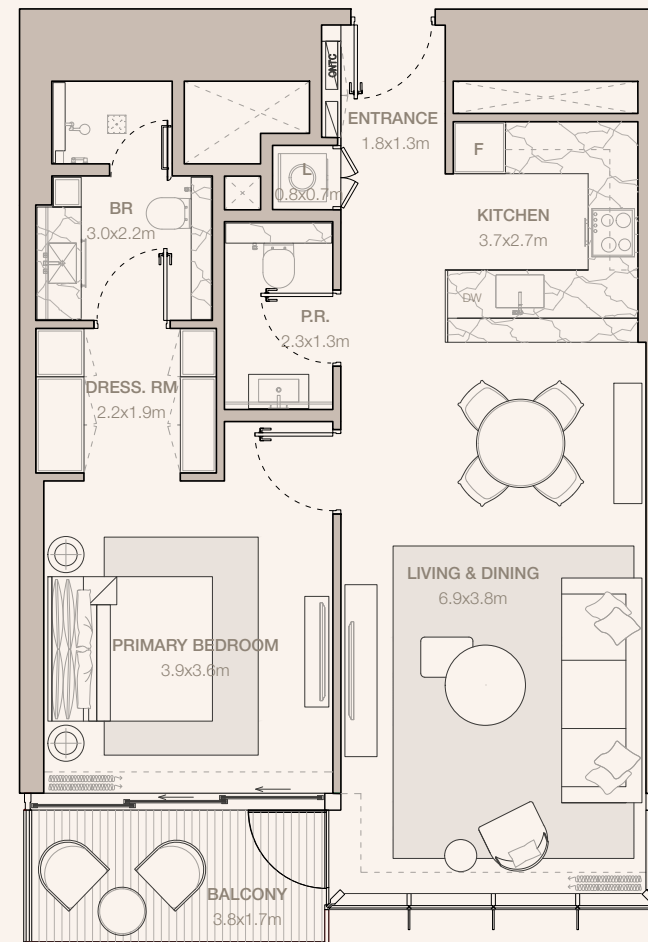 ONTC
ENTRANCE
1.8x1.3m
F
0.8x0.7m
BR
3.0x2.2m
KITCHEN
3.7x2.7m
DW
P.R.
2.3x1.3m
DRESS. RM
2.2x1.9m
LIVING & DINING
6.9x3.8m
PRIMARY BEDROOM
3.9x3.6m
BALCONY
3.8x1.7m